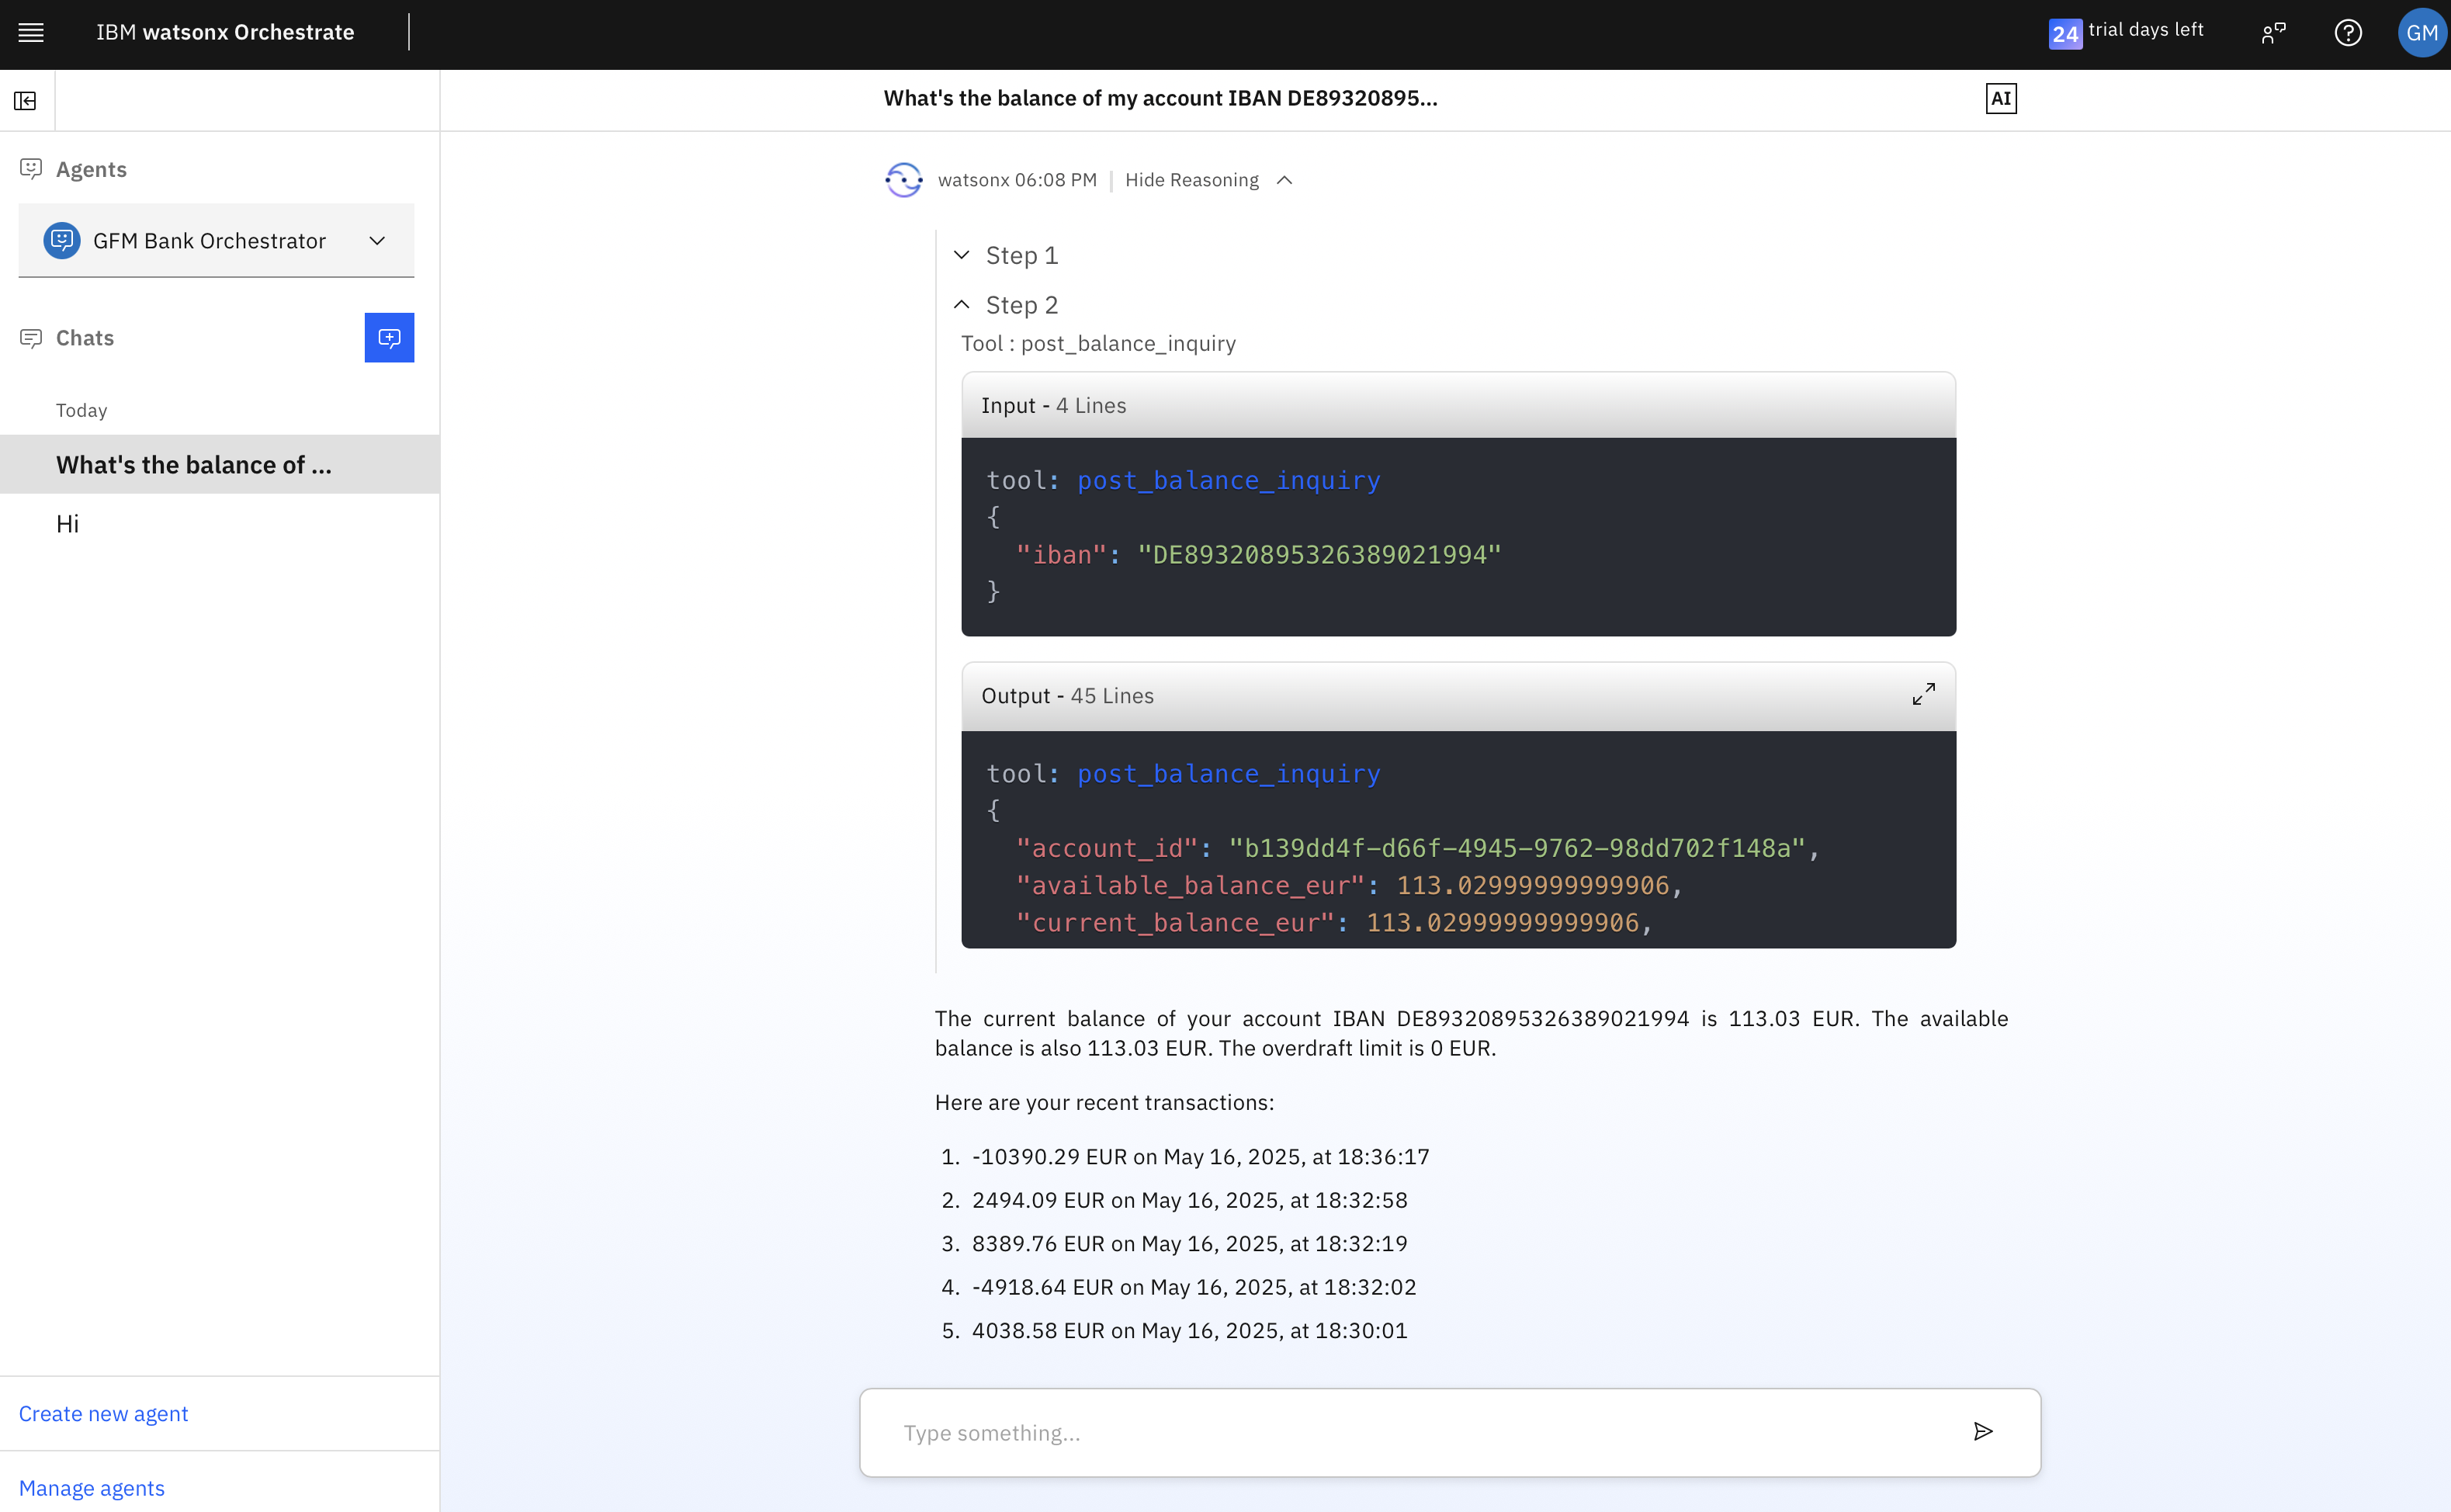 IBM watsonx Orchestrate
24 trial days left
GM
What's the balance of my account IBAN DE89320895...
AI
Agents
GFM Bank Orchestrator
Chats
Today
What's the balance of ...
Hi
Create new agent
Manage agents
watsonx 06:08 PM | Hide Reasoning
Step 1
Step 2
Tool : post_balance_inquiry
Input - 4 Lines
tool: post_balance_inquiry
{
"iban": "DE89320895326389021994"
}
Output - 45 Lines
tool: post_balance_inquiry
{
"account_id": "b139dd4f-d66f-4945-9762-98dd702f148a",
"available_balance_eur": 113.02999999999906,
"current_balance_eur": 113.02999999999906,
The current balance of your account IBAN DE89320895326389021994 is 113.03 EUR. The available
balance is also 113.03 EUR. The overdraft limit is 0 EUR.
Here are your recent transactions:
1. -10390.29 EUR on May 16, 2025, at 18:36:17
2. 2494.09 EUR on May 16, 2025, at 18:32:58
3. 8389.76 EUR on May 16, 2025, at 18:32:19
4. -4918.64 EUR on May 16, 2025, at 18:32:02
5. 4038.58 EUR on May 16, 2025, at 18:30:01
Type something...